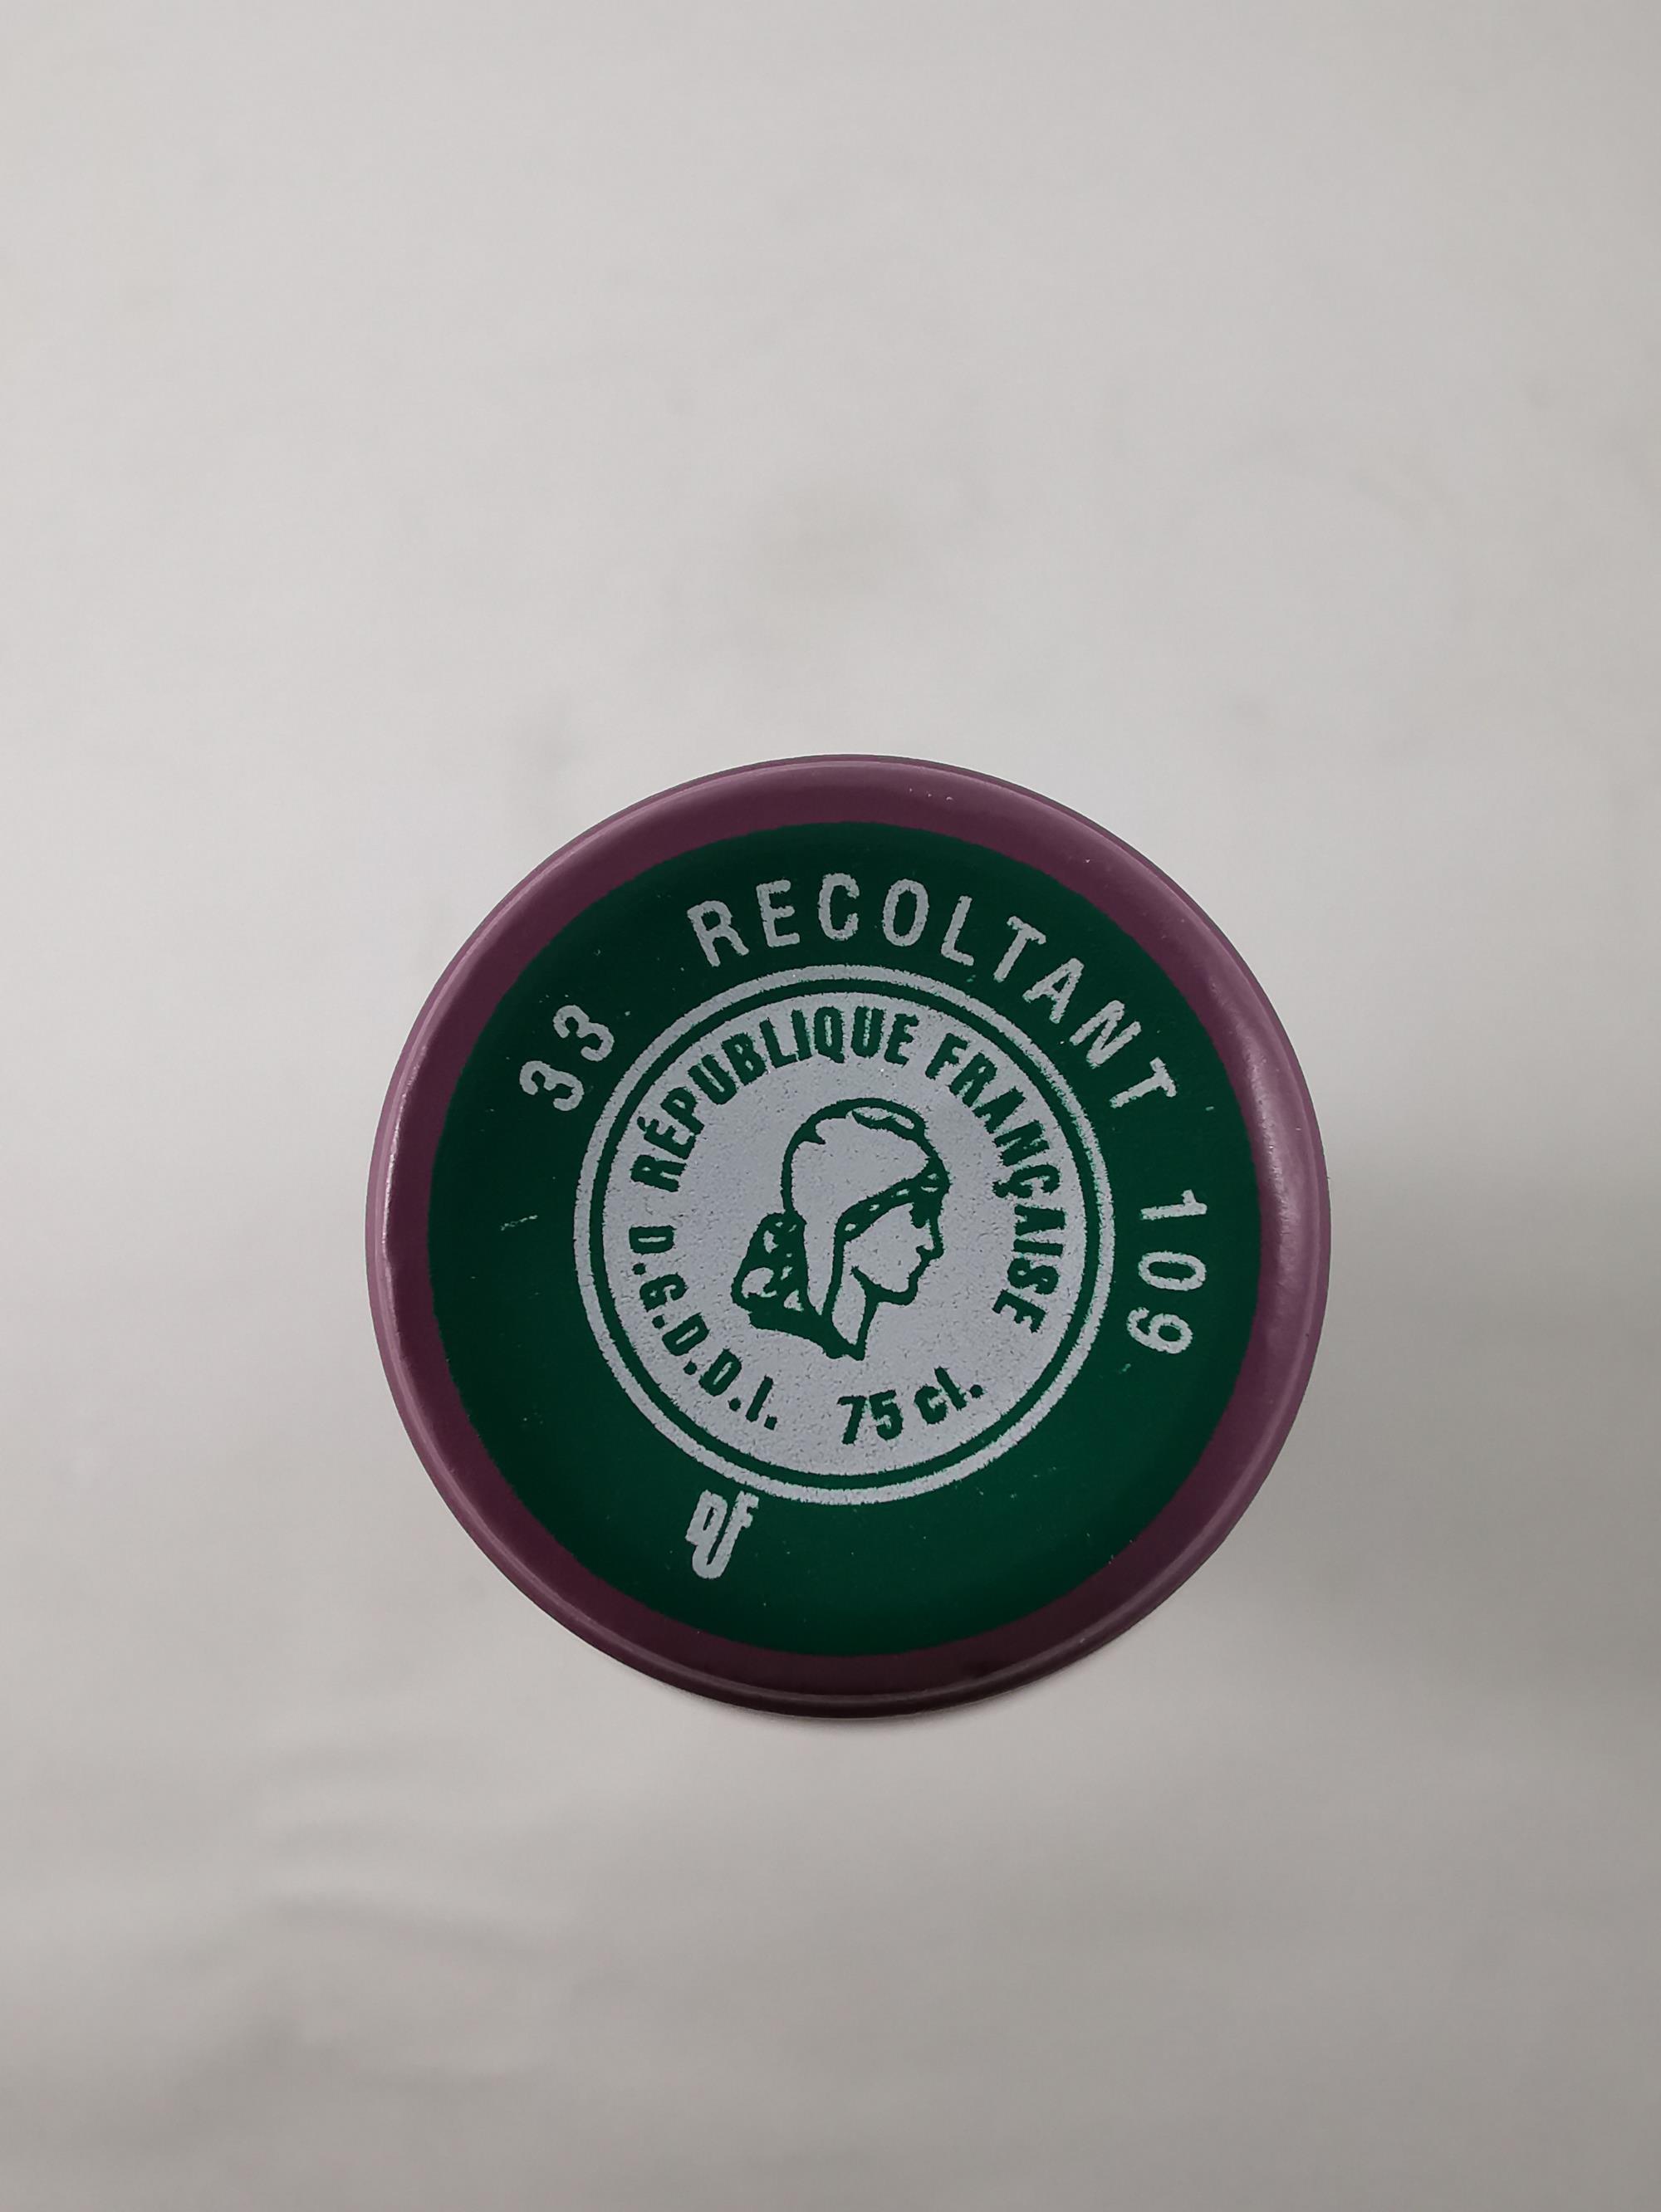 33 RECOLTANT 109
RÉPUBLIQUE FRANÇAISE
D.G.D.D.I. 75 cl.